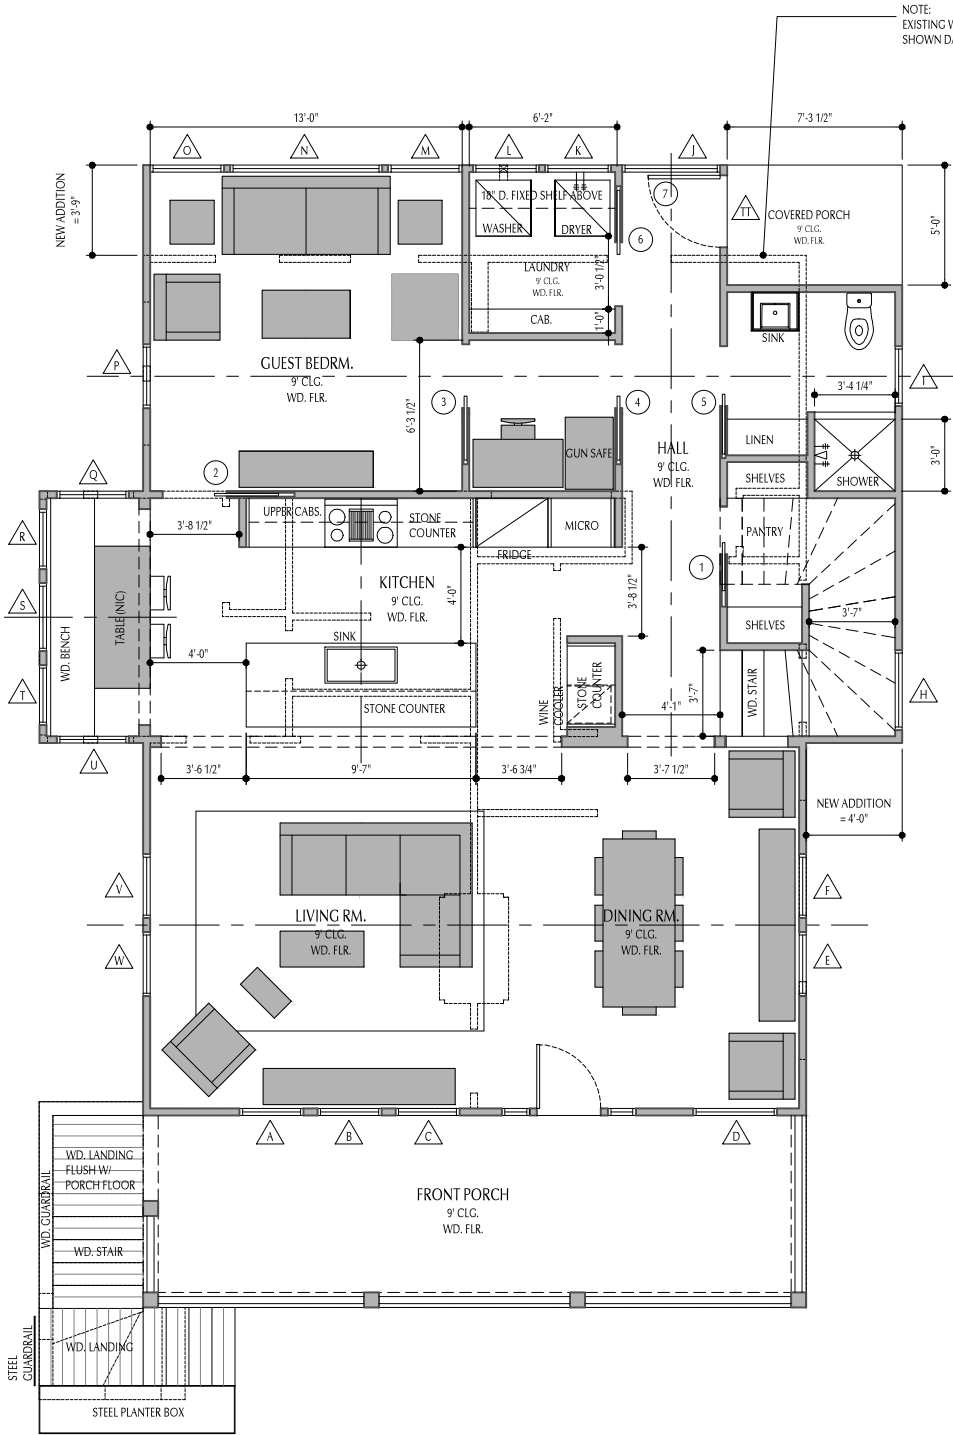 NOTE:
EXISTING W
SHOWN DA
13'-0"
6'-2"
7'-3 1/2"
O
N
M
L
K
J
NEW ADDITION
= 3'-9"
18" D. FIXED SHELF ABOVE
WASHER
DRYER
7
6
TT
COVERED PORCH
9' CLG.
WD. FLR.
5'-0"
LAUNDRY
9' CLG.
WD. FLR.
3'-0 1/2"
CAB.
1'-0"
SINK
GUEST BEDRM.
9' CLG.
WD. FLR.
P
I
6'-3 1/2"
3
4
5
3'-4 1/4"
GUN SAFE
HALL
9' CLG.
WD. FLR.
LINEN
3'-0"
SHELVES
SHOWER
2
Q
R
S
T
U
3'-8 1/2"
UPPER CABS.
STONE
COUNTER
MICRO
FRIDGE
PANTRY
KITCHEN
9' CLG.
WD. FLR.
4'-0"
3'-8 1/2"
1
3'-7"
SHELVES
TABLE (NIC)
WD. BENCH
SINK
4'-0"
STONE COUNTER
WINE
COOLER
STONE
COUNTER
3'-7"
4'-1"
WD. STAIR
H
3'-6 1/2"
9'-7"
3'-6 3/4"
3'-7 1/2"
NEW ADDITION
= 4'-0"
V
W
F
E
LIVING RM.
9' CLG.
WD. FLR.
DINING RM.
9' CLG.
WD. FLR.
A
B
C
D
WD. LANDING
FLUSH W/
PORCH FLOOR
WD. GUARDRAIL
WD. STAIR
FRONT PORCH
9' CLG.
WD. FLR.
STEEL
GUARDRAIL
WD. LANDING
STEEL PLANTER BOX